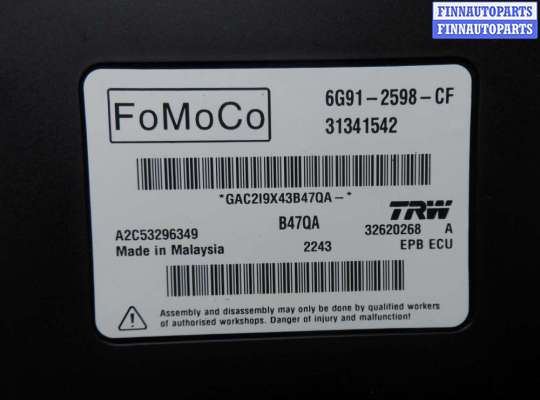 FINNAUTOPARTS
FINNAUTOPARTS
FoMoCo
6G91-2598-CF
31341542
*GAC2I9X43B47QA-*
B47QA
TRW
A2C53296349
32620268 A
Made in Malaysia
2243
EPB ECU
Assembly and disassembly may only be done by qualified workers
of authorised workshops. Danger of injury and malfunction!